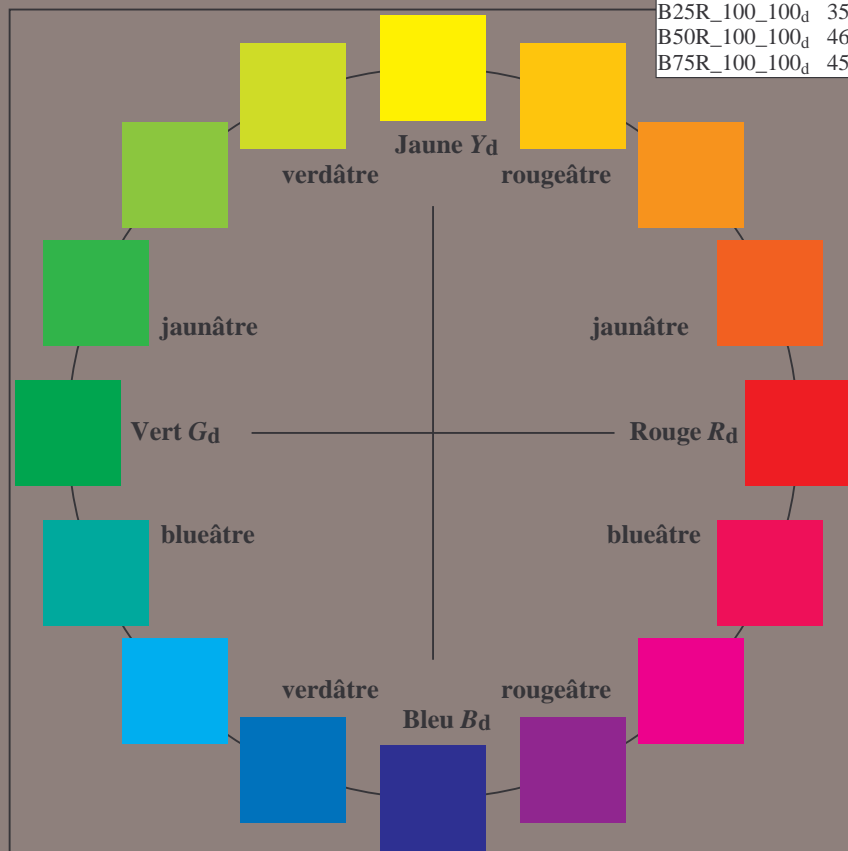 B25R_100_100d 35
B50R_100_100d 46
B75R_100_100d 45
Jaune Yd
verdâtre rougeâtre
jaunâtre jaunâtre
Vert Gd Rouge Rd
blueâtre blueâtre
verdâtre rougeâtre
Bleu Bd